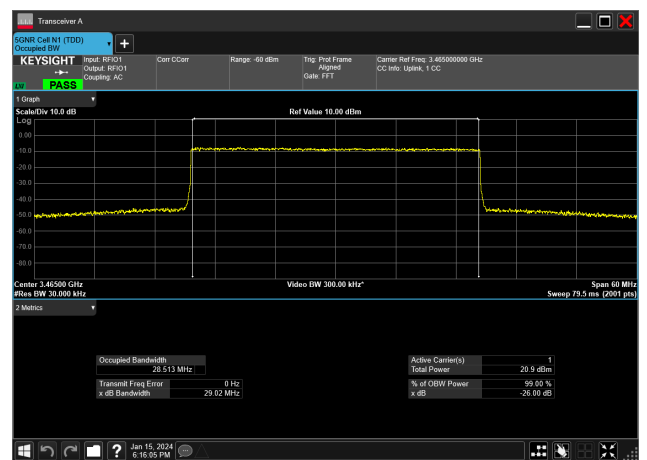 Transceiver A
5GNR Cell N1 (TDD)
Occupied BW
KEYSIGHT
LV
PASS
Input: RFIO1
Output: RFIO1
Coupling: AC
Corr CCorr
Range: -60 dBm
Trig: Prot Frame
Aligned
Gate: FFT
Carrier Ref Freq: 3.465000000 GHz
CC Info: Uplink, 1 CC
1 Graph
Scale/Div 10.0 dB
Ref Value 10.00 dBm
Log
0.00
-10.0
-20.0
-30.0
-40.0
-50.0
-60.0
-70.0
-80.0
Center 3.46500 GHz
Video BW 300.00 kHz*
Span 60 MHz
#Res BW 30.000 kHz
Sweep 79.5 ms (2001 pts)
2 Metrics
Occupied Bandwidth
28.513 MHz
Transmit Freq Error 0 Hz
x dB Bandwidth 29.02 MHz
Active Carrier(s) 1
Total Power 20.9 dBm
% of OBW Power 99.00 %
x dB -26.00 dB
Jan 15, 2024
6:16:05 PM